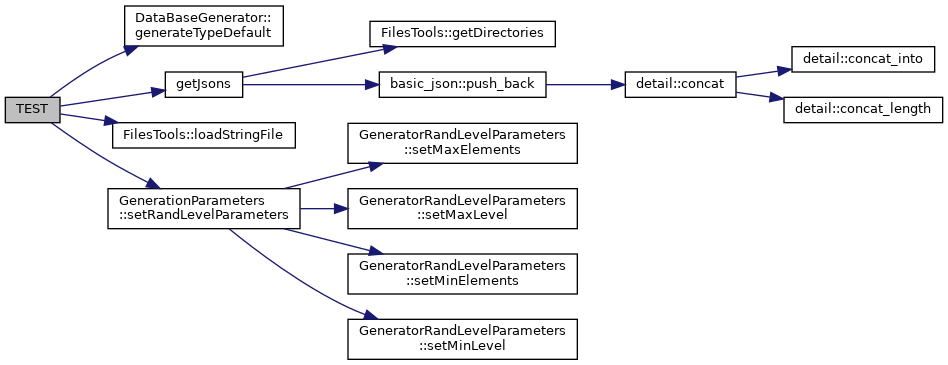 TEST
DataBaseGenerator::
generateTypeDefault
getJsons
FilesTools::loadStringFile
GenerationParameters
::setRandLevelParameters
FilesTools::getDirectories
basic_json::push_back
GeneratorRandLevelParameters
::setMaxElements
GeneratorRandLevelParameters
::setMaxLevel
GeneratorRandLevelParameters
::setMinElements
GeneratorRandLevelParameters
::setMinLevel
detail::concat
detail::concat_into
detail::concat_length